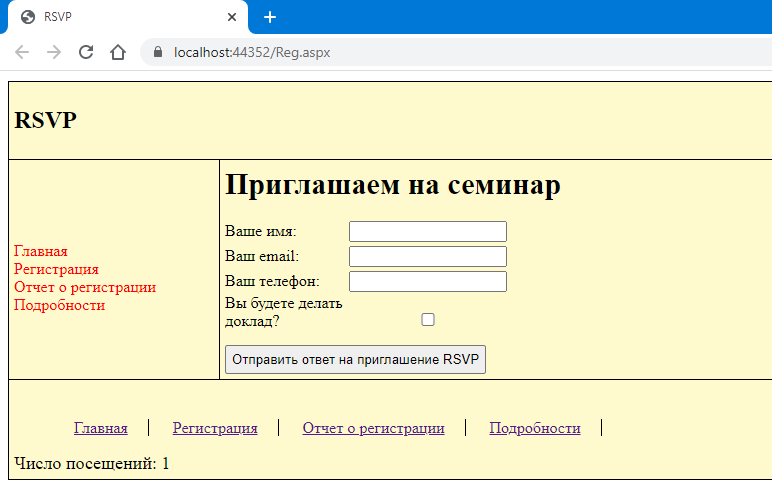 RSVP
localhost:44352/Reg.aspx
RSVP
Главная
Регистрация
Отчет о регистрации
Подробности
Приглашаем на семинар
Ваше имя:
Ваш email:
Ваш телефон:
Вы будете делать
доклад?
Отправить ответ на приглашение RSVP
Главная Регистрация Отчет о регистрации Подробности
Число посещений: 1